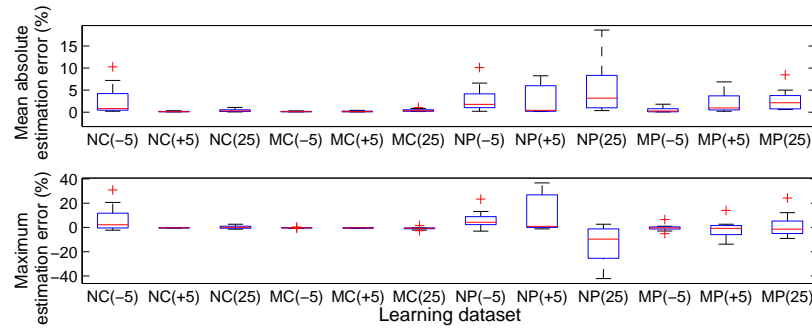 Mean absolute
estimation error (%)
15
10
5
0
NC(−5) NC(+5) NC(25) MC(−5) MC(+5) MC(25) NP(−5) NP(+5) NP(25) MP(−5) MP(+5) MP(25)
Maximum
estimation error (%)
40
20
0
−20
−40
NC(−5) NC(+5) NC(25) MC(−5) MC(+5) MC(25) NP(−5) NP(+5) NP(25) MP(−5) MP(+5) MP(25)
Learning dataset